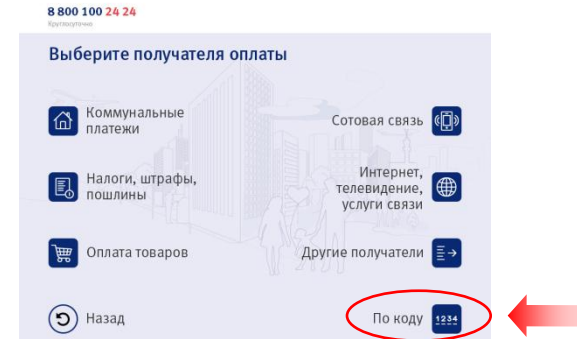 8 800 100 24 24
Круглосуточно
Выберите получателя оплаты
Коммунальные
платежи
Сотовая связь
Налоги, штрафы,
пошлины
Интернет,
телевидение,
услуги связи
Оплата товаров
Другие получатели
Назад
По коду
1234